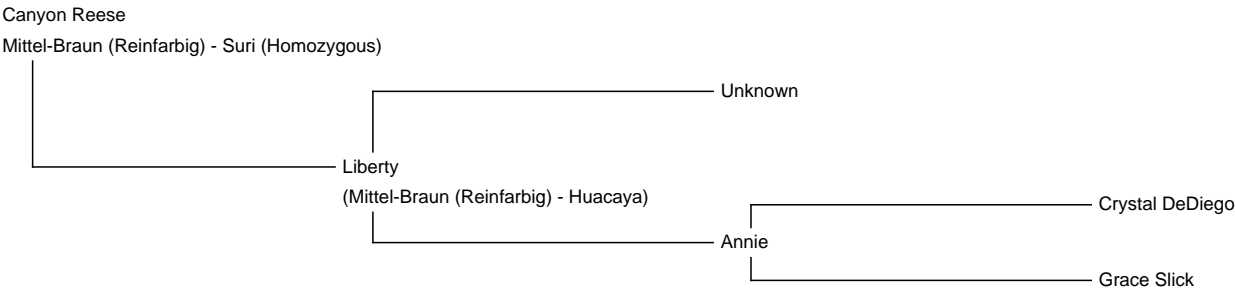 Canyon Reese
Mittel-Braun (Reinfarbig) - Suri (Homozygous)
Unknown
Liberty
(Mittel-Braun (Reinfarbig) - Huacaya)
Crystal DeDiego
Annie
Grace Slick